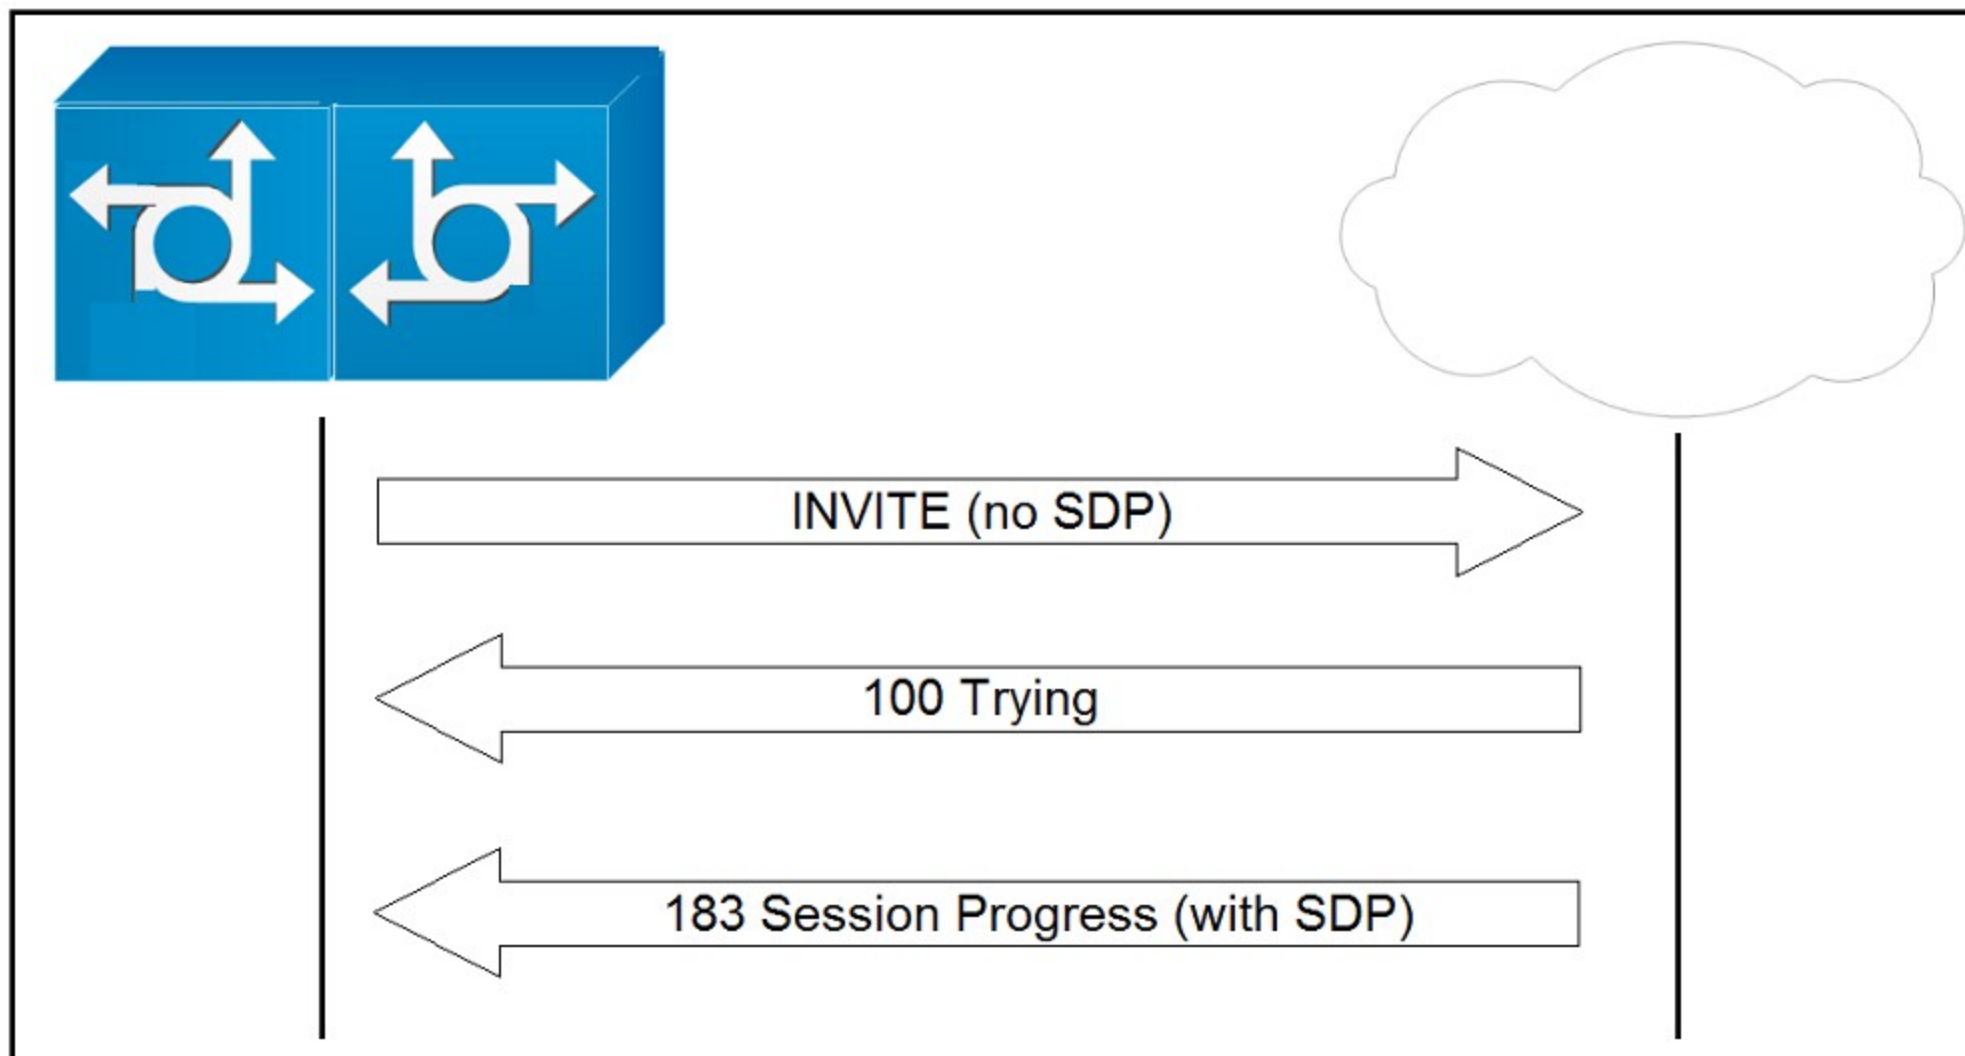 INVITE (no SDP)
100 Trying
183 Session Progress (with SDP)